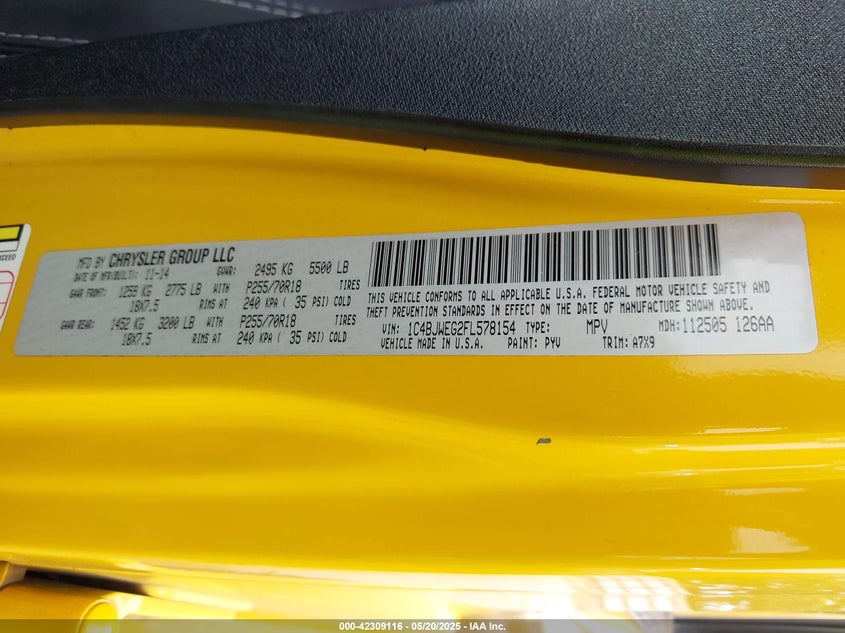 EXCEED
MFD BY CHRYSLER GROUP LLC
DATE OF MFR(BUILT): 11-14 GVWR: 2495 KG 5500 LB
GAWR FRONT: 1259 KG 2775 LB WITH P255/70R18 TIRES
18X7.5 RIMS AT 240 KPA ( 35 PSI) COLD
GAWR REAR: 1452 KG 3200 LB WITH P255/70R18 TIRES
18X7.5 RIMS AT 240 KPA ( 35 PSI) COLD
THIS VEHICLE CONFORMS TO ALL APPLICABLE U.S.A. FEDERAL MOTOR VEHICLE SAFETY AND
THEFT PREVENTION STANDARDS IN EFFECT ON THE DATE OF MANUFACTURE SHOWN ABOVE.
VIN: 1C4BJWEG2FL578154 TYPE: MPV MDH: 112505 126AA
VEHICLE MADE IN U.S.A. PAINT: PYV TRIM: A7X9
000-42309116 — 05/20/2025 — IAA Inc.